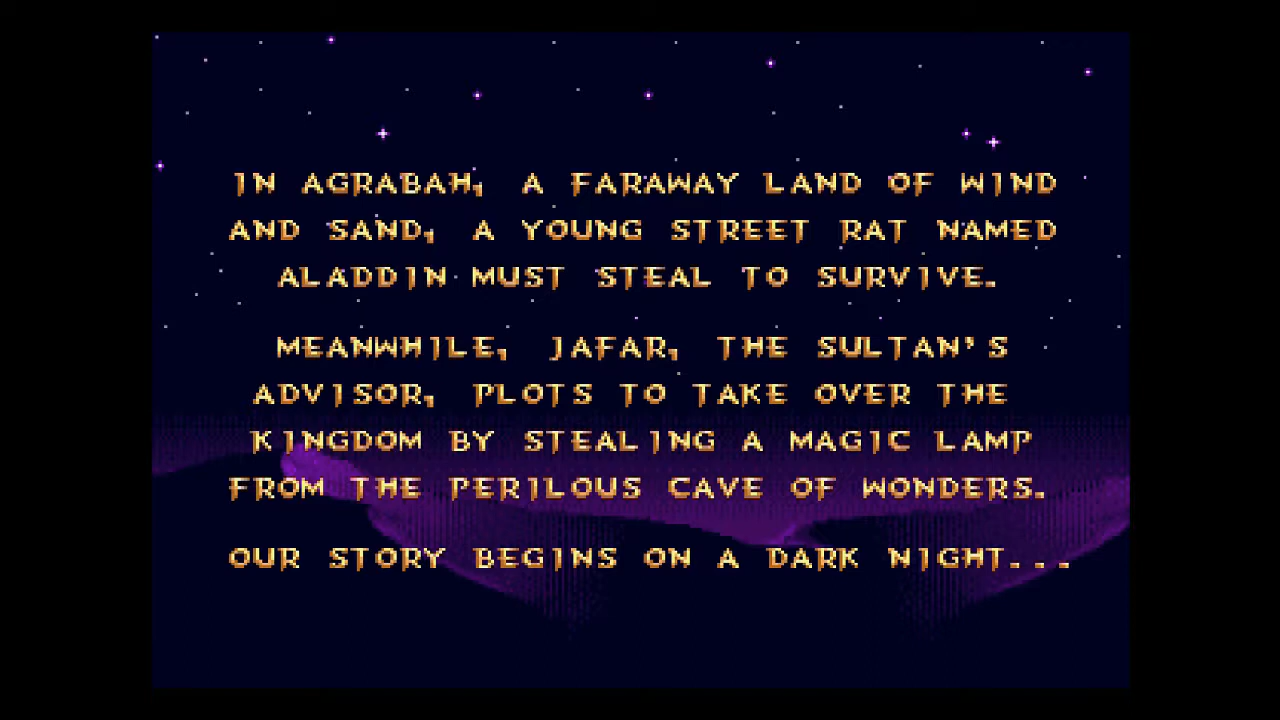 IN AGRABAH, A FARAWAY LAND OF WIND
AND SAND, A YOUNG STREET RAT NAMED
ALADDIN MUST STEAL TO SURVIVE.
MEANWHILE, JAFAR, THE SULTAN'S
ADVISOR, PLOTS TO TAKE OVER THE
KINGDOM BY STEALING A MAGIC LAMP
FROM THE PERILOUS CAVE OF WONDERS.
OUR STORY BEGINS ON A DARK NIGHT...